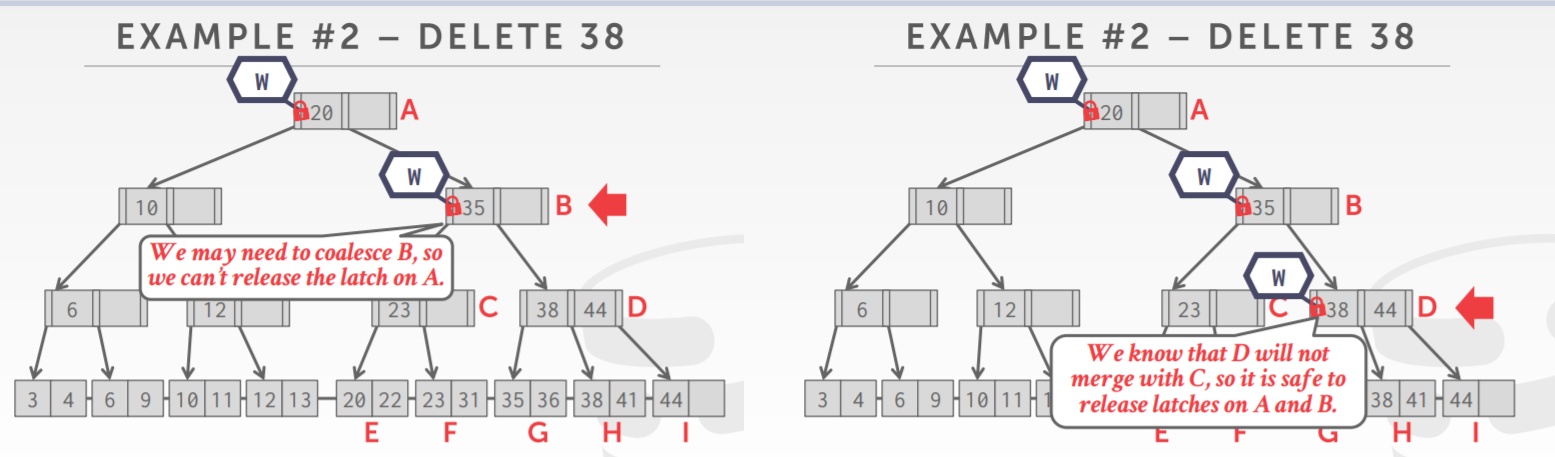 EXAMPLE #2 – DELETE 38
W
20 A
W
10
35 B
We may need to coalesce B, so
we can't release the latch on A.
6
12
23 C
38 44 D
3 4 6 9 10 11 12 13 20 22 23 31 35 36 38 41 44
E F G H I
EXAMPLE #2 – DELETE 38
W
20 A
W
10
35 B
W
6
12
23 C
38 44 D
We know that D will not
merge with C, so it is safe to
release latches on A and B.
3 4 6 9 10 11 1 38 41 44
E F G H I